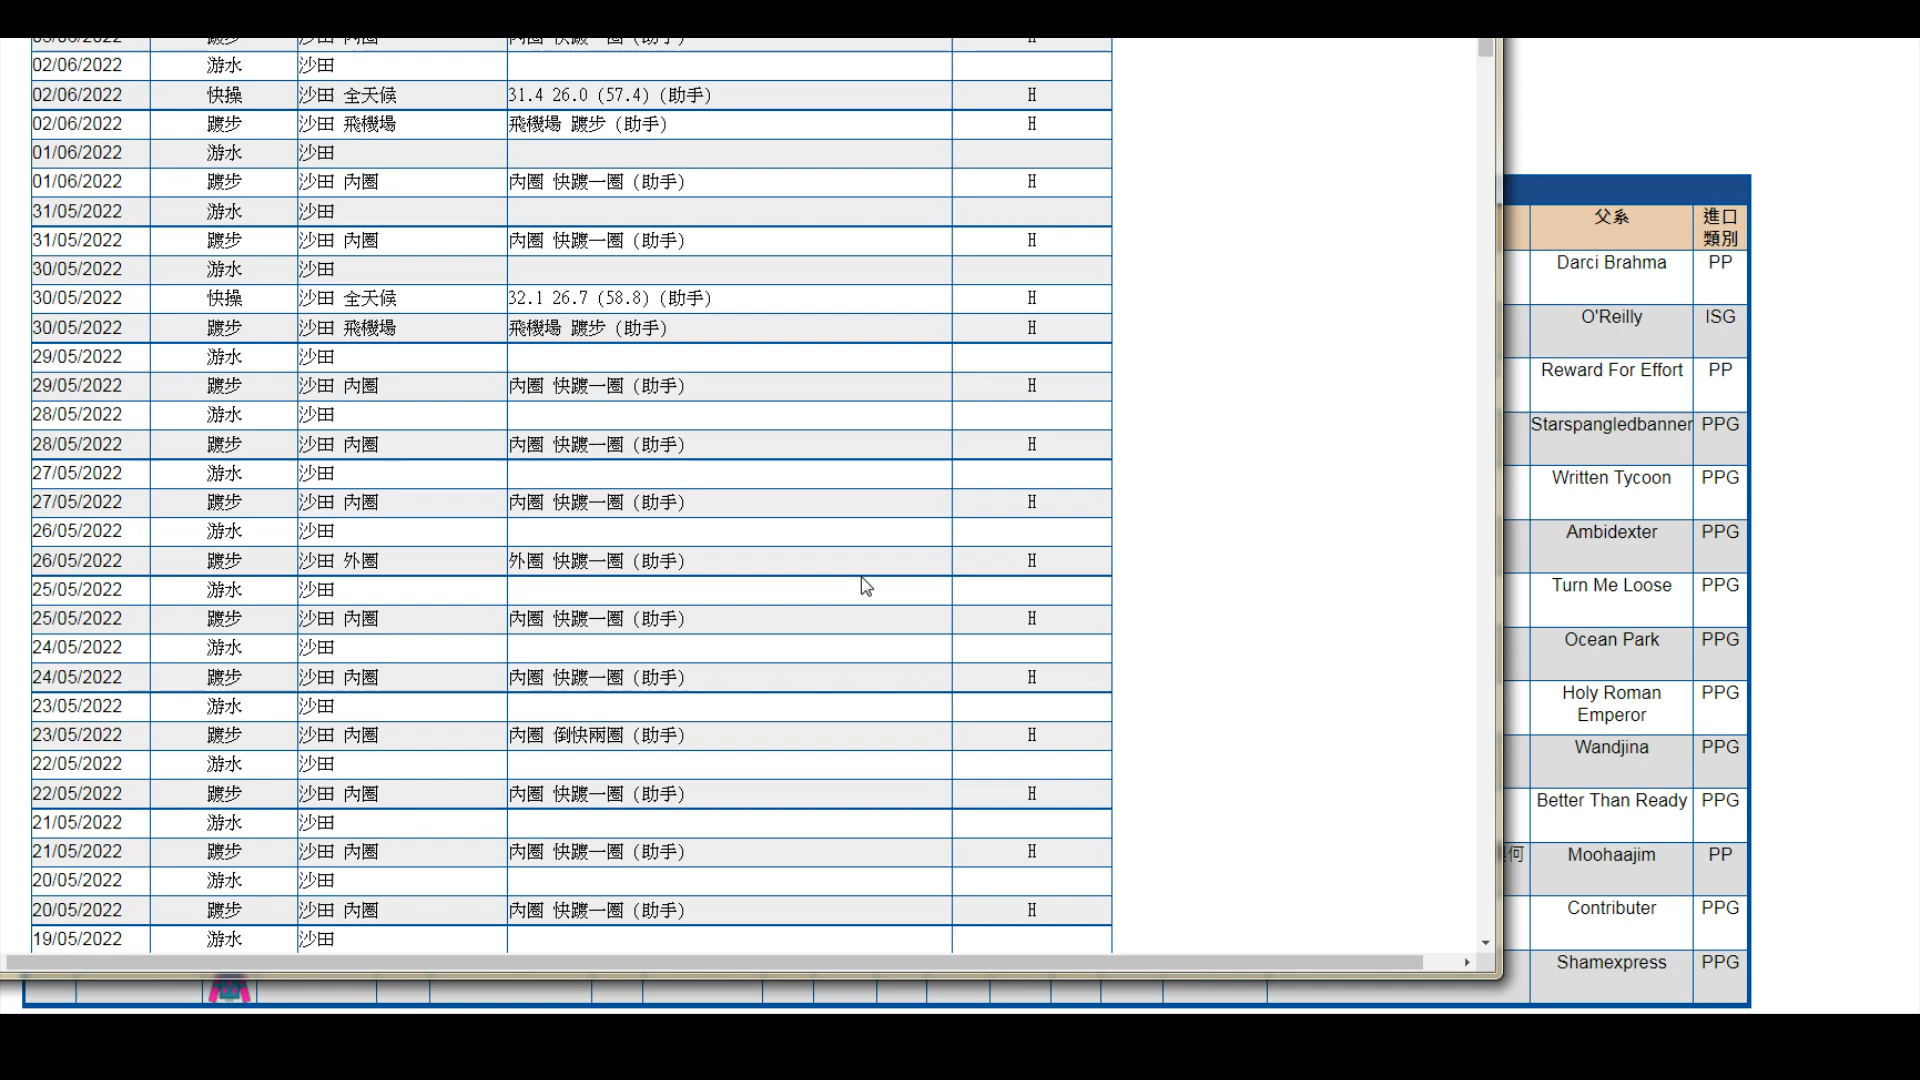 03/06/2022 踱步 沙田 內圈 內圈 快踱一圈 (助手) H
02/06/2022 游水 沙田
02/06/2022 快操 沙田 全天候 31.4 26.0 (57.4) (助手) H
02/06/2022 踱步 沙田 飛機場 飛機場 踱步 (助手) H
01/06/2022 游水 沙田
01/06/2022 踱步 沙田 內圈 內圈 快踱一圈 (助手) H
31/05/2022 游水 沙田
31/05/2022 踱步 沙田 內圈 內圈 快踱一圈 (助手) H
30/05/2022 游水 沙田
30/05/2022 快操 沙田 全天候 32.1 26.7 (58.8) (助手) H
30/05/2022 踱步 沙田 飛機場 飛機場 踱步 (助手) H
29/05/2022 游水 沙田
29/05/2022 踱步 沙田 內圈 內圈 快踱一圈 (助手) H
28/05/2022 游水 沙田
28/05/2022 踱步 沙田 內圈 內圈 快踱一圈 (助手) H
27/05/2022 游水 沙田
27/05/2022 踱步 沙田 內圈 內圈 快踱一圈 (助手) H
26/05/2022 游水 沙田
26/05/2022 踱步 沙田 外圈 外圈 快踱一圈 (助手) H
25/05/2022 游水 沙田
25/05/2022 踱步 沙田 內圈 內圈 快踱一圈 (助手) H
24/05/2022 游水 沙田
24/05/2022 踱步 沙田 內圈 內圈 快踱一圈 (助手) H
23/05/2022 游水 沙田
23/05/2022 踱步 沙田 內圈 內圈 倒快兩圈 (助手) H
22/05/2022 游水 沙田
22/05/2022 踱步 沙田 內圈 內圈 快踱一圈 (助手) H
21/05/2022 游水 沙田
21/05/2022 踱步 沙田 內圈 內圈 快踱一圈 (助手) H
20/05/2022 游水 沙田
20/05/2022 踱步 沙田 內圈 內圈 快踱一圈 (助手) H
19/05/2022 游水 沙田
父系 進口
類別
Darci Brahma PP
O'Reilly ISG
Reward For Effort PP
Starspangledbanner PPG
Written Tycoon PPG
Ambidexter PPG
Turn Me Loose PPG
Ocean Park PPG
Holy Roman PPG
Emperor
Wandjina PPG
Better Than Ready PPG
何 Moohaajim PP
Contributer PPG
Shamexpress PPG